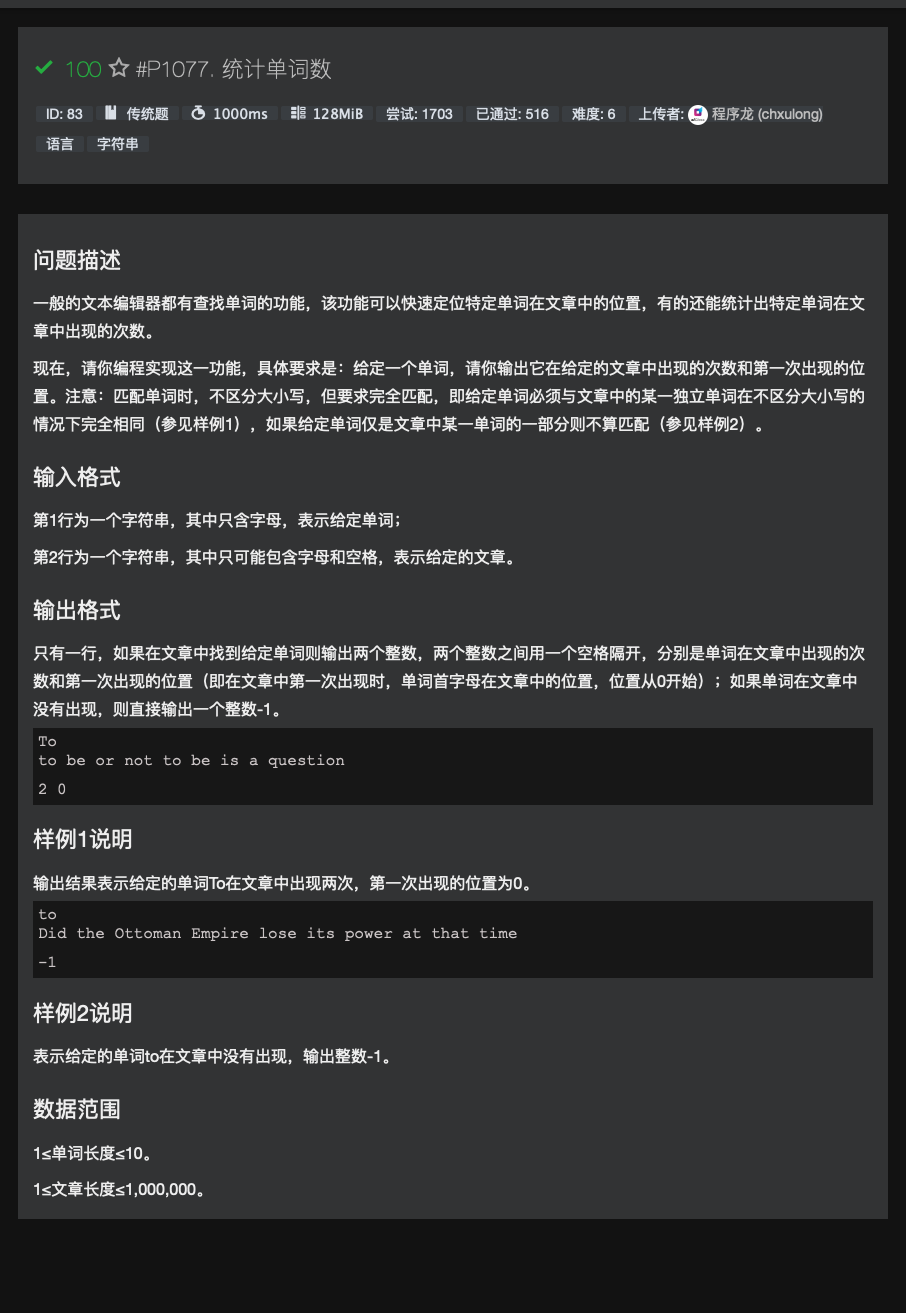 100 #P1077. 统计单词数
ID: 83 传统题 1000ms 128MiB 尝试: 1703 已通过: 516 难度: 6 上传者: 程序龙 (chxulong)
语言 字符串
问题描述
一般的文本编辑器都有查找单词的功能，该功能可以快速定位特定单词在文章中的位置，有的还能统计出特定单词在文
章中出现的次数。
现在，请你编程实现这一功能，具体要求是：给定一个单词，请你输出它在给定的文章中出现的次数和第一次出现的位
置。注意：匹配单词时，不区分大小写，但要求完全匹配，即给定单词必须与文章中的某一独立单词在不区分大小写的
情况下完全相同（参见样例1），如果给定单词仅是文章中某一单词的一部分则不算匹配（参见样例2）。
输入格式
第1行为一个字符串，其中只含字母，表示给定单词；
第2行为一个字符串，其中只可能包含字母和空格，表示给定的文章。
输出格式
只有一行，如果在文章中找到给定单词则输出两个整数，两个整数之间用一个空格隔开，分别是单词在文章中出现的次
数和第一次出现的位置（即在文章中第一次出现时，单词首字母在文章中的位置，位置从0开始）；如果单词在文章中
没有出现，则直接输出一个整数-1。
To
to be or not to be is a question
2 0
样例1说明
输出结果表示给定的单词To在文章中出现两次，第一次出现的位置为0。
to
Did the Ottoman Empire lose its power at that time
-1
样例2说明
表示给定的单词to在文章中没有出现，输出整数-1。
数据范围
1≤单词长度≤10。
1≤文章长度≤1,000,000。